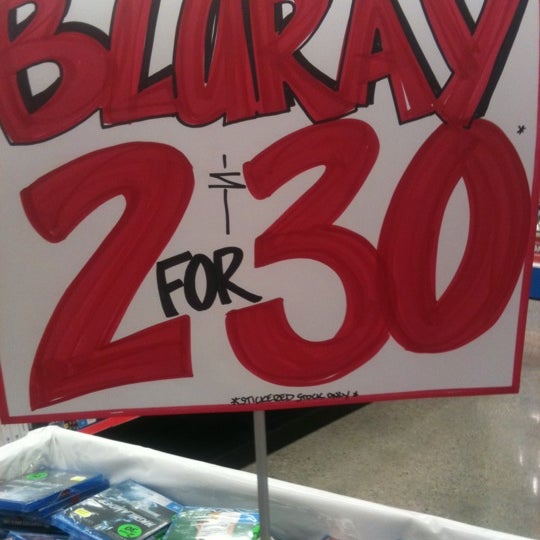 BLURAY
2 FOR $30*
*STICKERED STOCK ONLY*